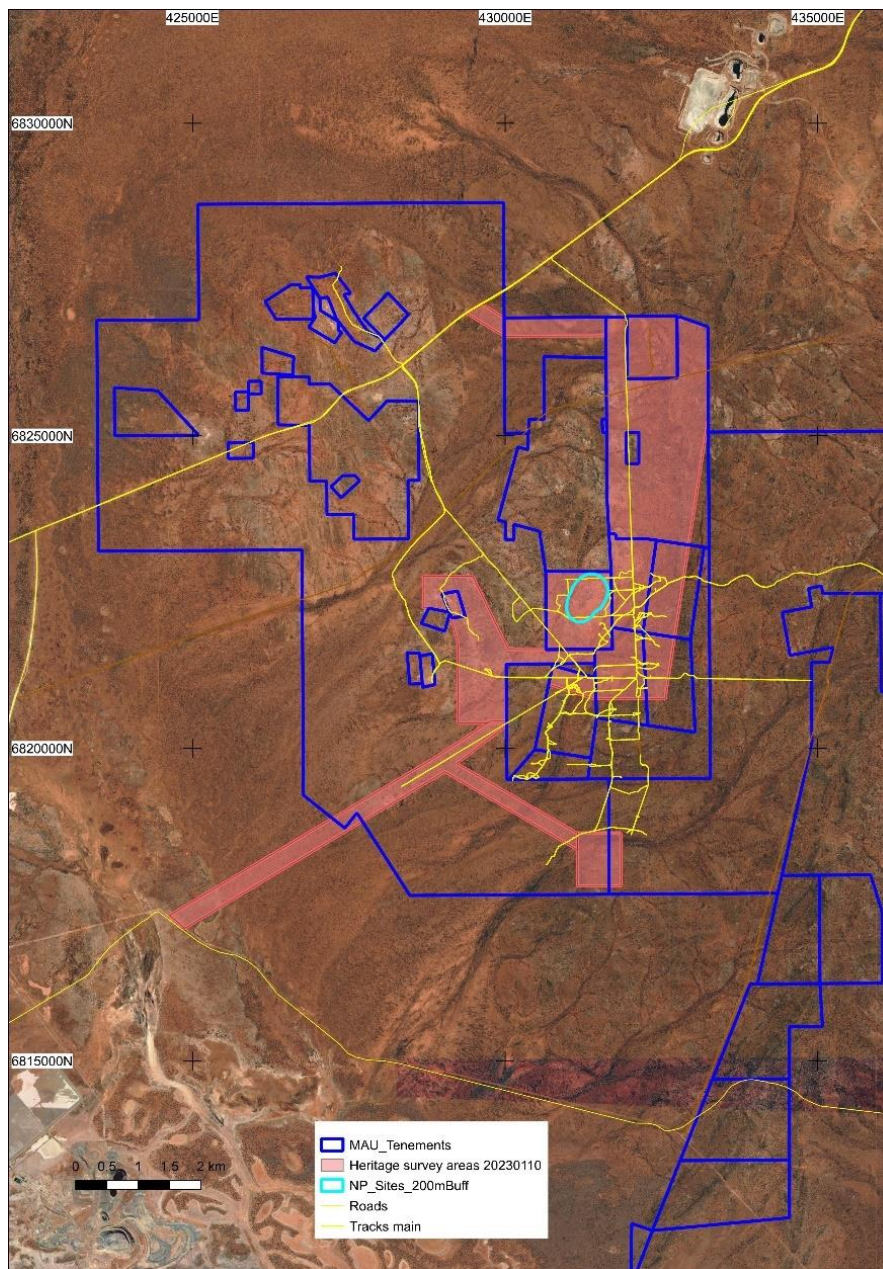 425000E 430000E 435000E
6830000N
6825000N
6820000N
6815000N
MAU_Tenements
Heritage survey areas 20230110
NP_Sites_200mBuff
Roads
Tracks main
0 0.5 1 1.5 2 km